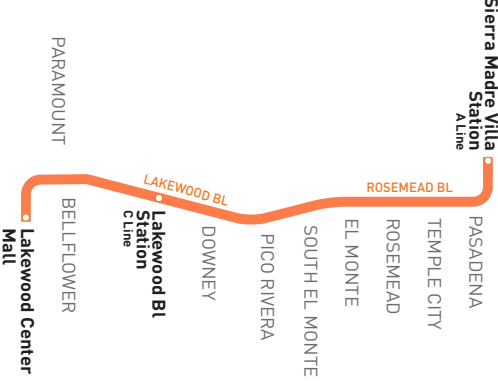 Sierra Madre Villa
Station
A Line
PASADENA
TEMPLE CITY
ROSEMEAD BL
ROSEMEAD
EL MONTE
SOUTH EL MONTE
PICO RIVERA
DOWNEY
LAKEWOOD BL
Lakewood Bl
Station
C Line
PARAMOUNT
BELLFLOWER
Lakewood Center
Mall